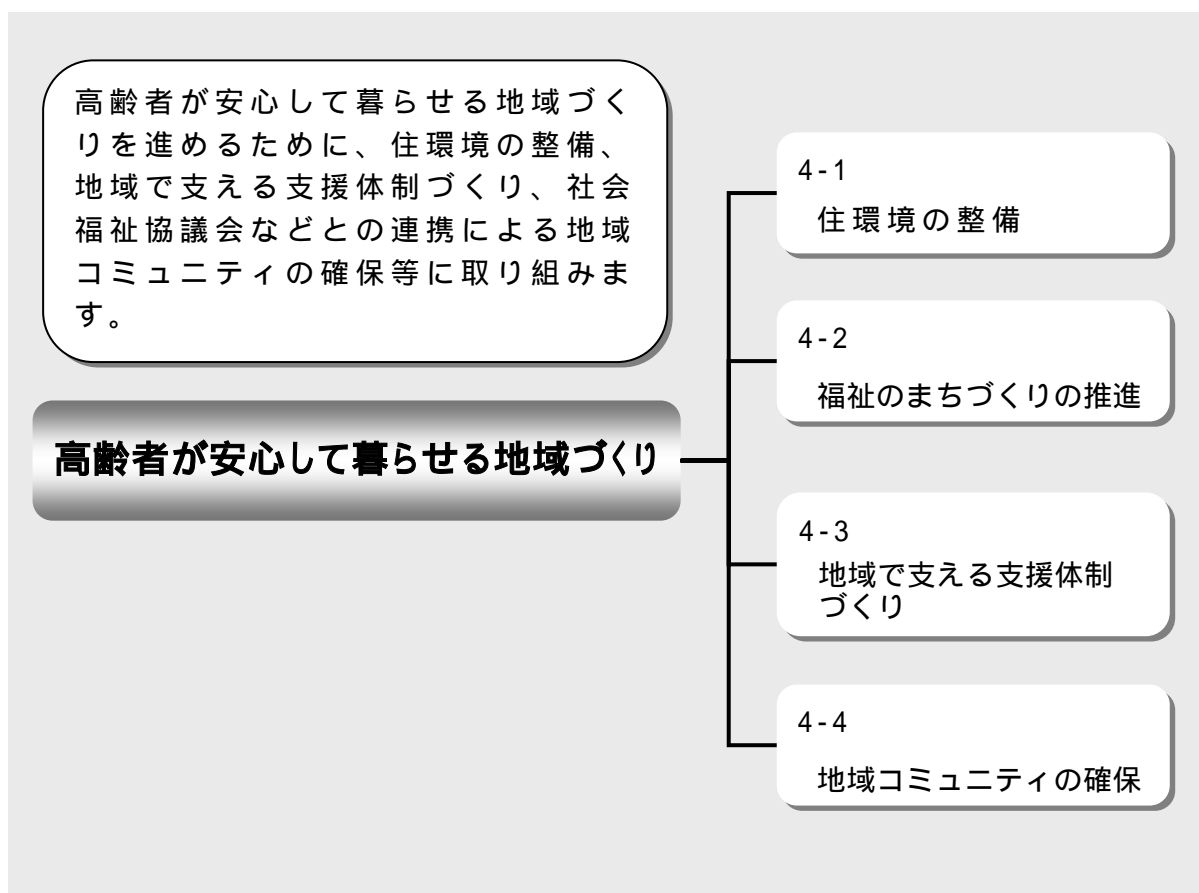 高齢者が安心して暮らせる地域づく
りを進めるために、住環境の整備、
地域で支える支援体制づくり、社会
福祉協議会などとの連携による地域
コミュニティの確保等に取り組みま
す。
高齢者が安心して暮らせる地域づくり
4-1
住環境の整備
4-2
福祉のまちづくりの推進
4-3
地域で支える支援体制
づくり
4-4
地域コミュニティの確保